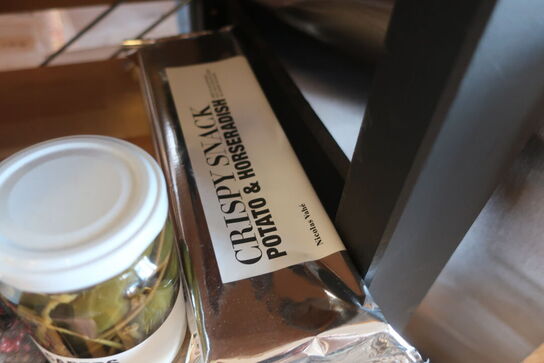 CRISPY SNACK
POTATO & HORSERADISH
Nicolas Vahé